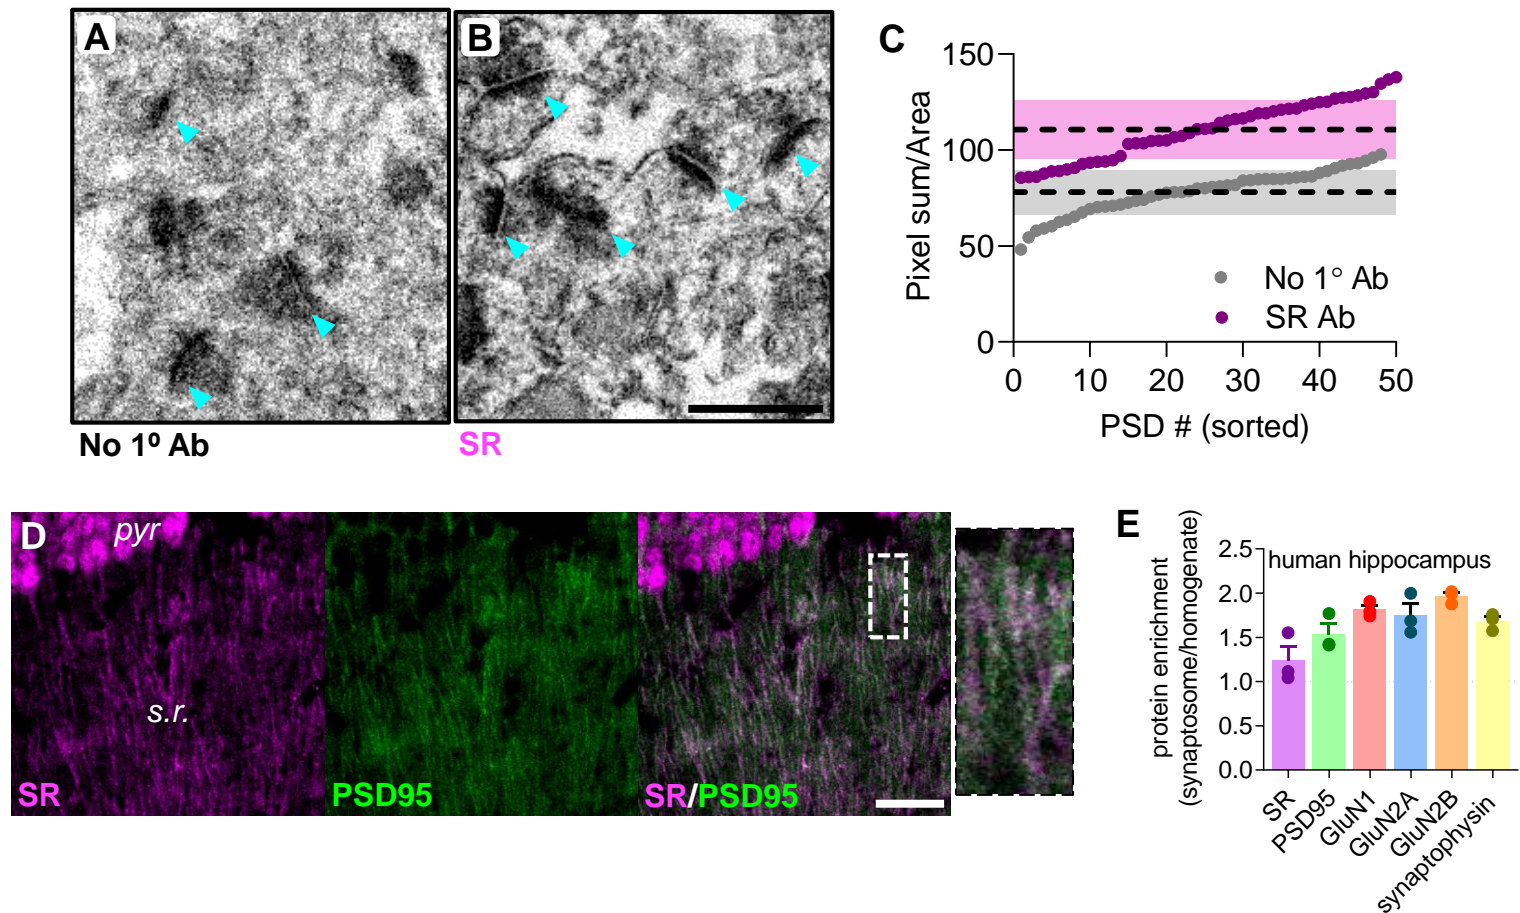 A
B
No 1º Ab
SR
C
150
100
50
0
Pixel sum/Area
No 1° Ab
SR Ab
0 10 20 30 40 50
PSD # (sorted)
D
pyr
s.r.
SR
PSD95
SR/PSD95
E
human hippocampus
protein enrichment
(synaptosome/homogenate)
2.5
2.0
1.5
1.0
0.5
0.0
SR
PSD95
GluN1
GluN2A
GluN2B
synaptophysin